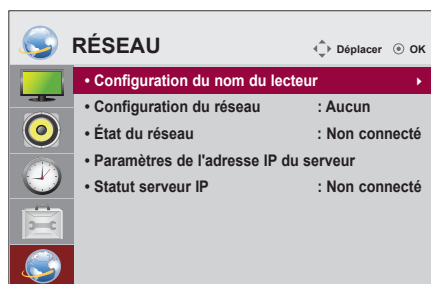 RÉSEAU
Déplacer OK
• Configuration du nom du lecteur
• Configuration du réseau : Aucun
• État du réseau : Non connecté
• Paramètres de l'adresse IP du serveur
• Statut serveur IP : Non connecté